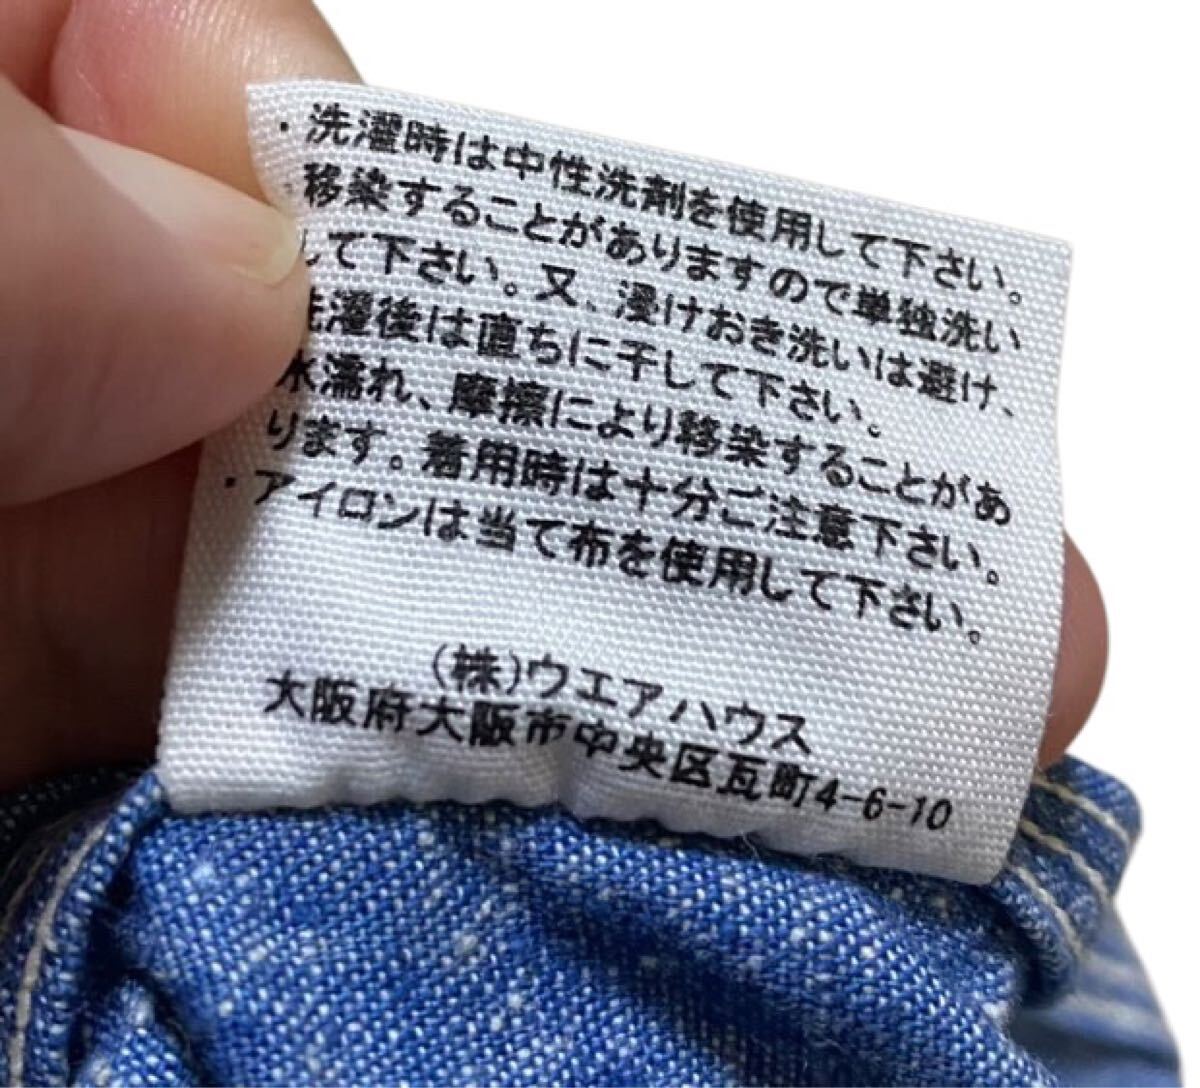 ・洗濯時は中性洗剤を使用して下さい。
移染することがありますので単独洗い
して下さい。又、浸けおき洗いは避け、
洗濯後は直ちに干して下さい。
水濡れ、摩擦により移染することがあ
ります。着用時は十分ご注意下さい。
・アイロンは当て布を使用して下さい。
(株)ウエアハウス
大阪府大阪市中央区瓦町4-6-10